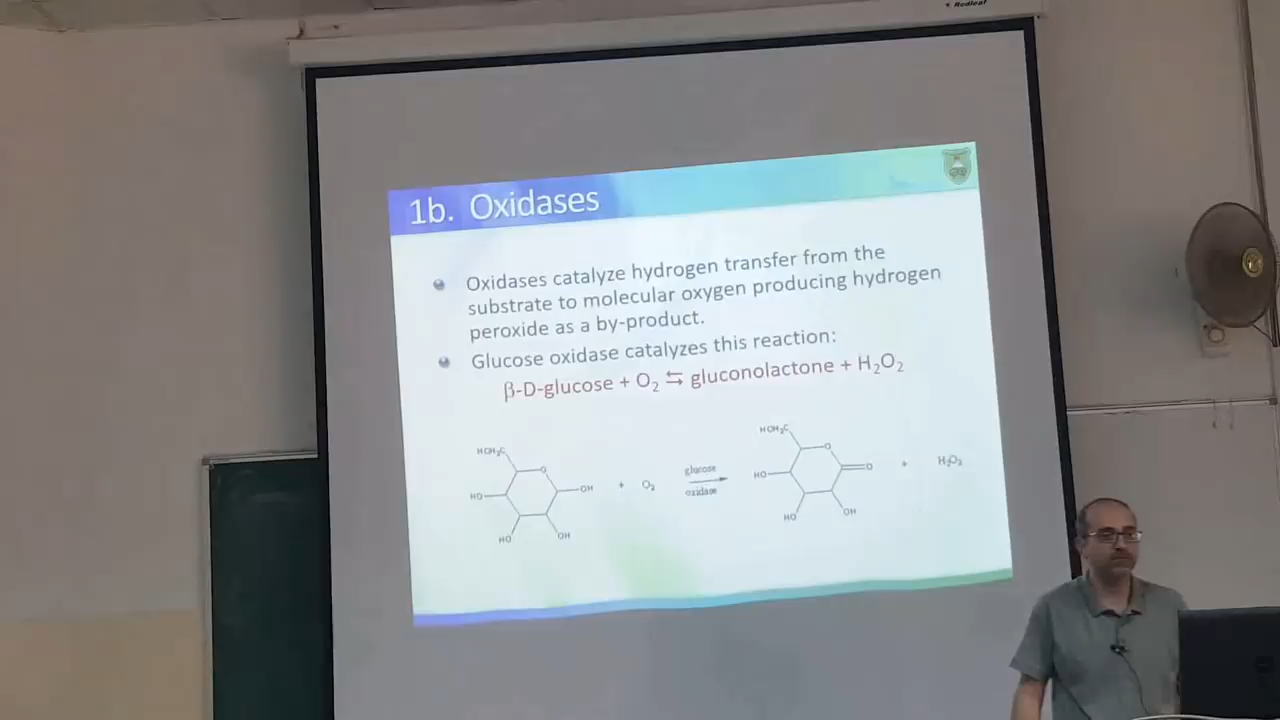 Redleaf
1b. Oxidases
Oxidases catalyze hydrogen transfer from the
substrate to molecular oxygen producing hydrogen
peroxide as a by-product.
Glucose oxidase catalyzes this reaction:
β-D-glucose + O₂ ⇆ gluconolactone + H₂O₂
HOH₂C
O
HO
OH
HO
OH
+ O₂
glucose
oxidase
HOH₂C
O
HO
O
HO
OH
+ H₂O₂